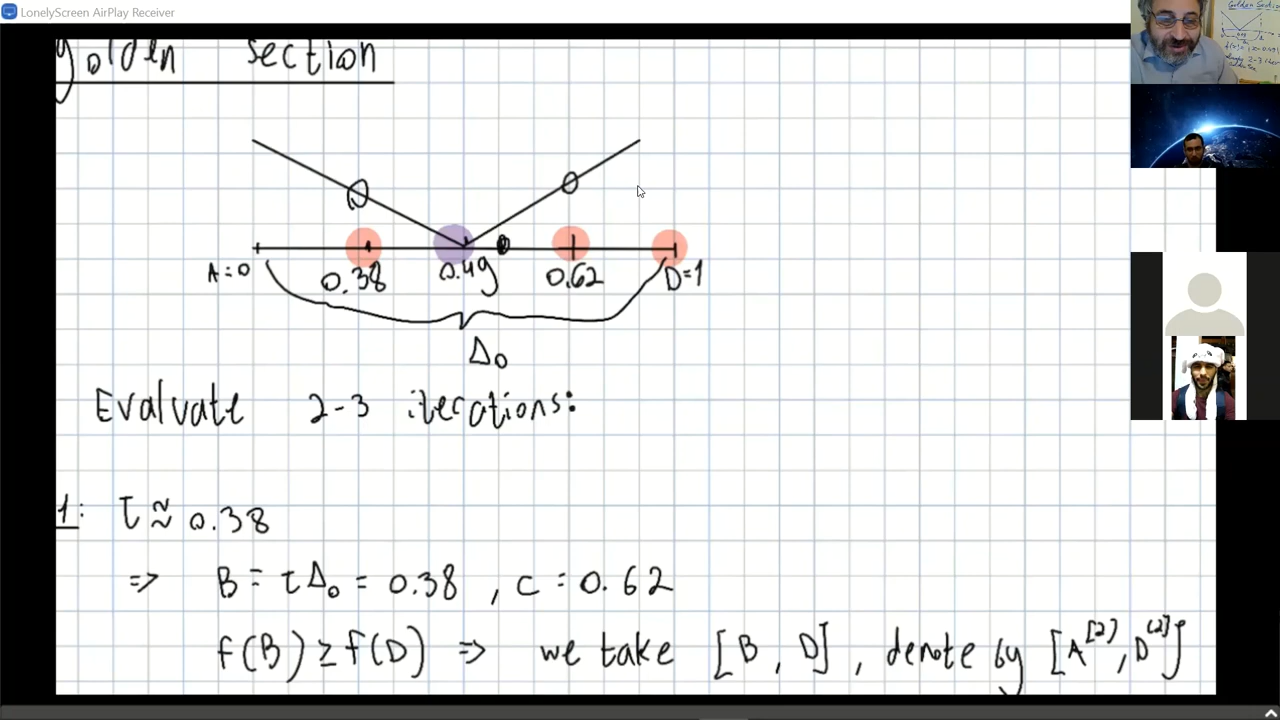 LonelyScreen AirPlay Receiver
golden section
A=0 0.38 0.49 0.62 D=1
Δ₀
Evaluate 2-3 iterations:
1: τ ≈ 0.38
=> B = τΔ₀ = 0.38 , C = 0.62
f(B) ≥ f(D) => we take [B , D] , denote by [A^[2], D^[2]]